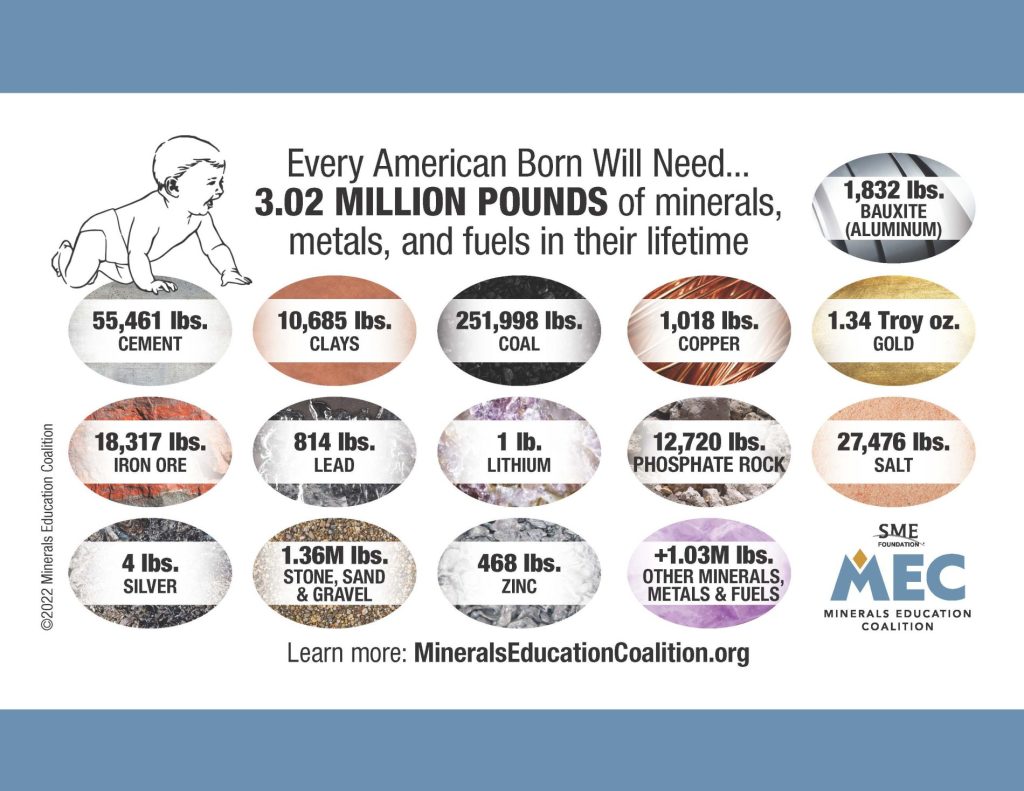 Every American Born Will Need...
3.02 MILLION POUNDS of minerals,
metals, and fuels in their lifetime
1,832 lbs.
BAUXITE
(ALUMINUM)
55,461 lbs.
CEMENT
10,685 lbs.
CLAYS
251,998 lbs.
COAL
1,018 lbs.
COPPER
1.34 Troy oz.
GOLD
18,317 lbs.
IRON ORE
814 lbs.
LEAD
1 lb.
LITHIUM
12,720 lbs.
PHOSPHATE ROCK
27,476 lbs.
SALT
4 lbs.
SILVER
1.36M lbs.
STONE, SAND
& GRAVEL
468 lbs.
ZINC
+1.03M lbs.
OTHER MINERALS,
METALS & FUELS
SME
FOUNDATION
MEC
MINERALS EDUCATION
COALITION
Learn more: MineralsEducationCoalition.org
©2022 Minerals Education Coalition